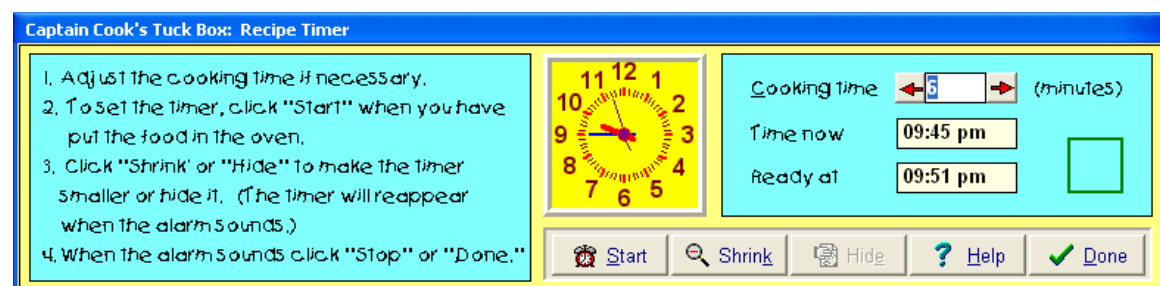 Captain Cook's Tuck Box: Recipe Timer
1. Adjust the cooking time if necessary.
2. To set the timer, click "Start" when you have
put the food in the oven.
3. Click "Shrink' or "Hide" to make the timer
smaller or hide it. (The timer will reappear
when the alarm sounds.)
4. When the alarm sounds click "Stop" or "Done."
12
11 1
10 2
9 3
8 4
7 5
6
Cooking time 6 (minutes)
Time now 09:45 pm
Ready at 09:51 pm
Start Shrink Hide Help Done